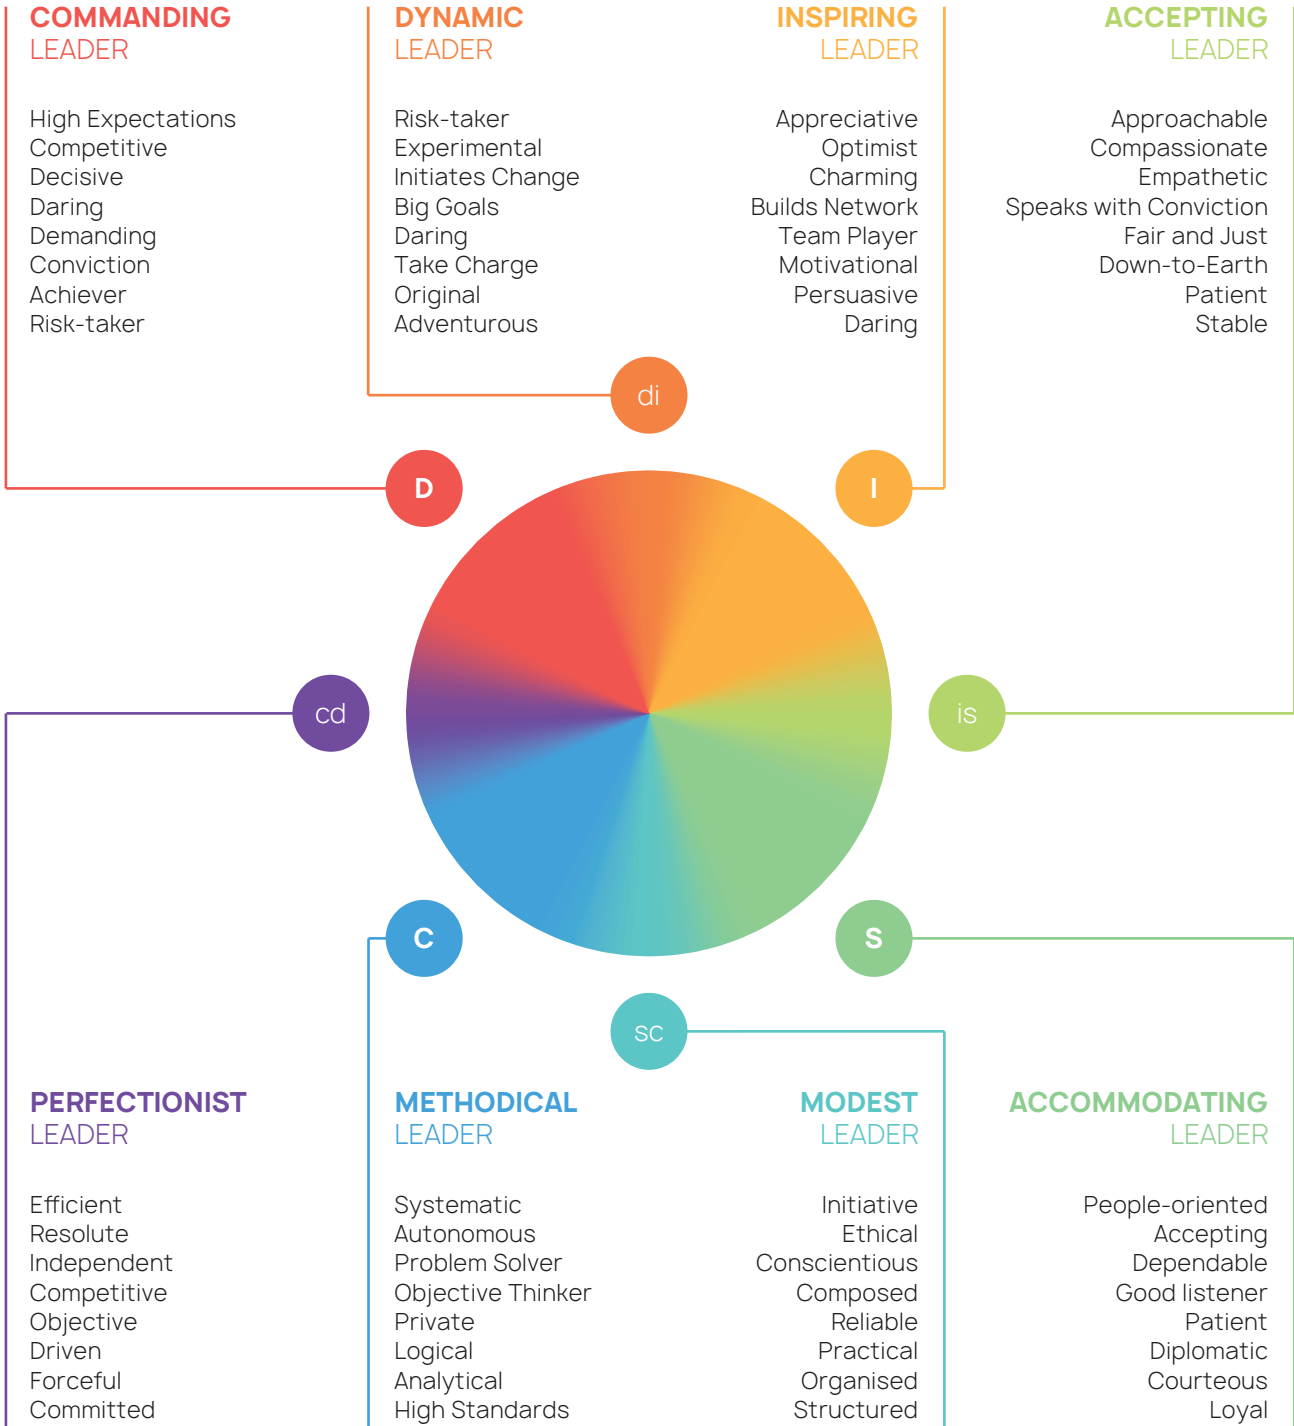 COMMANDING
LEADER
High Expectations
Competitive
Decisive
Daring
Demanding
Conviction
Achiever
Risk-taker
DYNAMIC
LEADER
Risk-taker
Experimental
Initiates Change
Big Goals
Daring
Take Charge
Original
Adventurous
INSPIRING
LEADER
Appreciative
Optimist
Charming
Builds Network
Team Player
Motivational
Persuasive
Daring
ACCEPTING
LEADER
Approachable
Compassionate
Empathetic
Speaks with Conviction
Fair and Just
Down-to-Earth
Patient
Stable
di
D
I
cd
is
C
S
sc
PERFECTIONIST
LEADER
Efficient
Resolute
Independent
Competitive
Objective
Driven
Forceful
Committed
METHODICAL
LEADER
Systematic
Autonomous
Problem Solver
Objective Thinker
Private
Logical
Analytical
High Standards
MODEST
LEADER
Initiative
Ethical
Conscientious
Composed
Reliable
Practical
Organised
Structured
ACCOMMODATING
LEADER
People-oriented
Accepting
Dependable
Good listener
Patient
Diplomatic
Courteous
Loyal